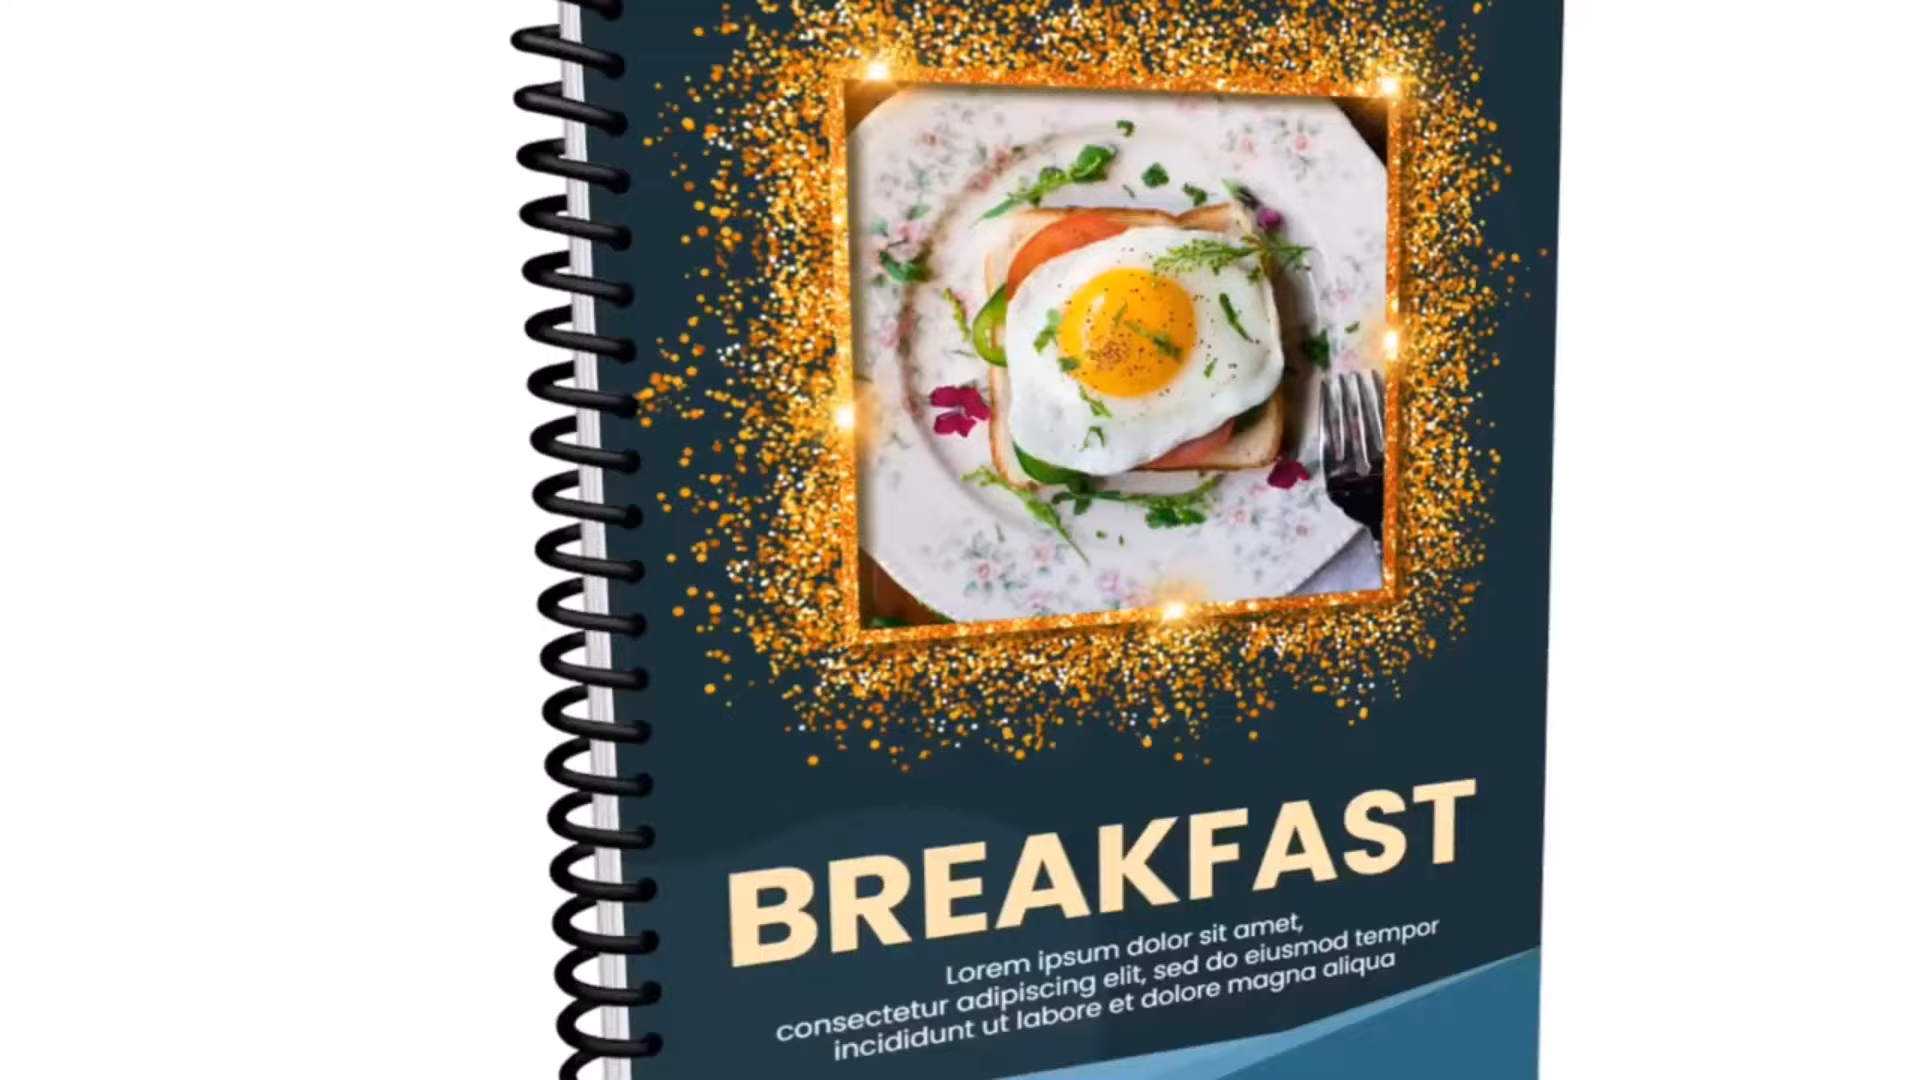 BREAKFAST
Lorem ipsum dolor sit amet,
consectetur adipiscing elit, sed do eiusmod tempor
incididunt ut labore et dolore magna aliqua